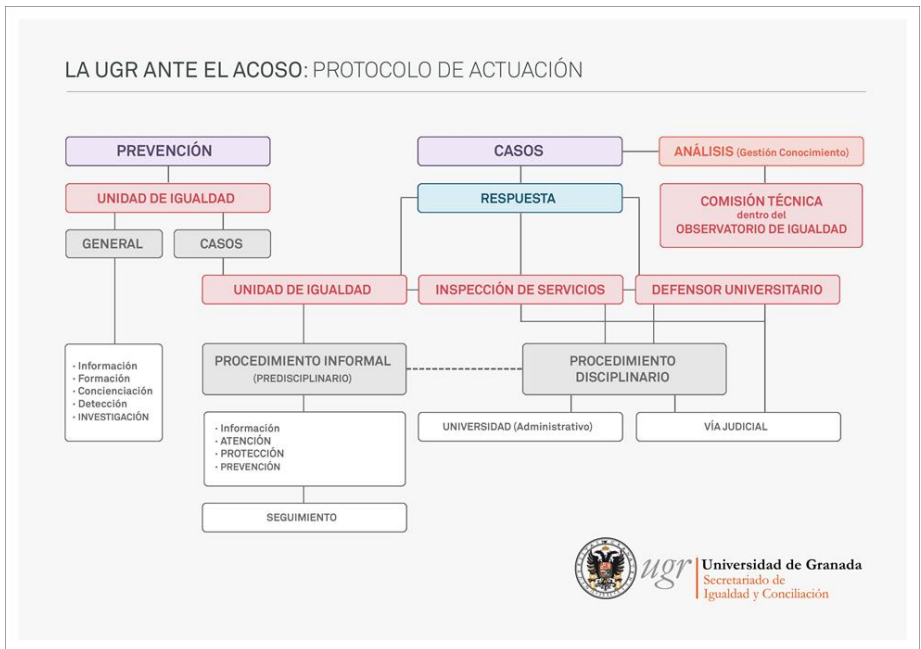 LA UGR ANTE EL ACOSO: PROTOCOLO DE ACTUACIÓN
PREVENCIÓN
CASOS
ANÁLISIS (Gestión Conocimiento)
UNIDAD DE IGUALDAD
RESPUESTA
COMISIÓN TÉCNICA
dentro del
OBSERVATORIO DE IGUALDAD
GENERAL
CASOS
UNIDAD DE IGUALDAD
INSPECCIÓN DE SERVICIOS
DEFENSOR UNIVERSITARIO
· Información
· Formación
· Concienciación
· Detección
· INVESTIGACIÓN
PROCEDIMIENTO INFORMAL
(PREDISCIPLINARIO)
PROCEDIMIENTO
DISCIPLINARIO
· Información
· ATENCIÓN
· PROTECCIÓN
· PREVENCIÓN
UNIVERSIDAD (Administrativo)
VÍA JUDICIAL
SEGUIMIENTO
ugr
Universidad de Granada
Secretariado de
Igualdad y Conciliación